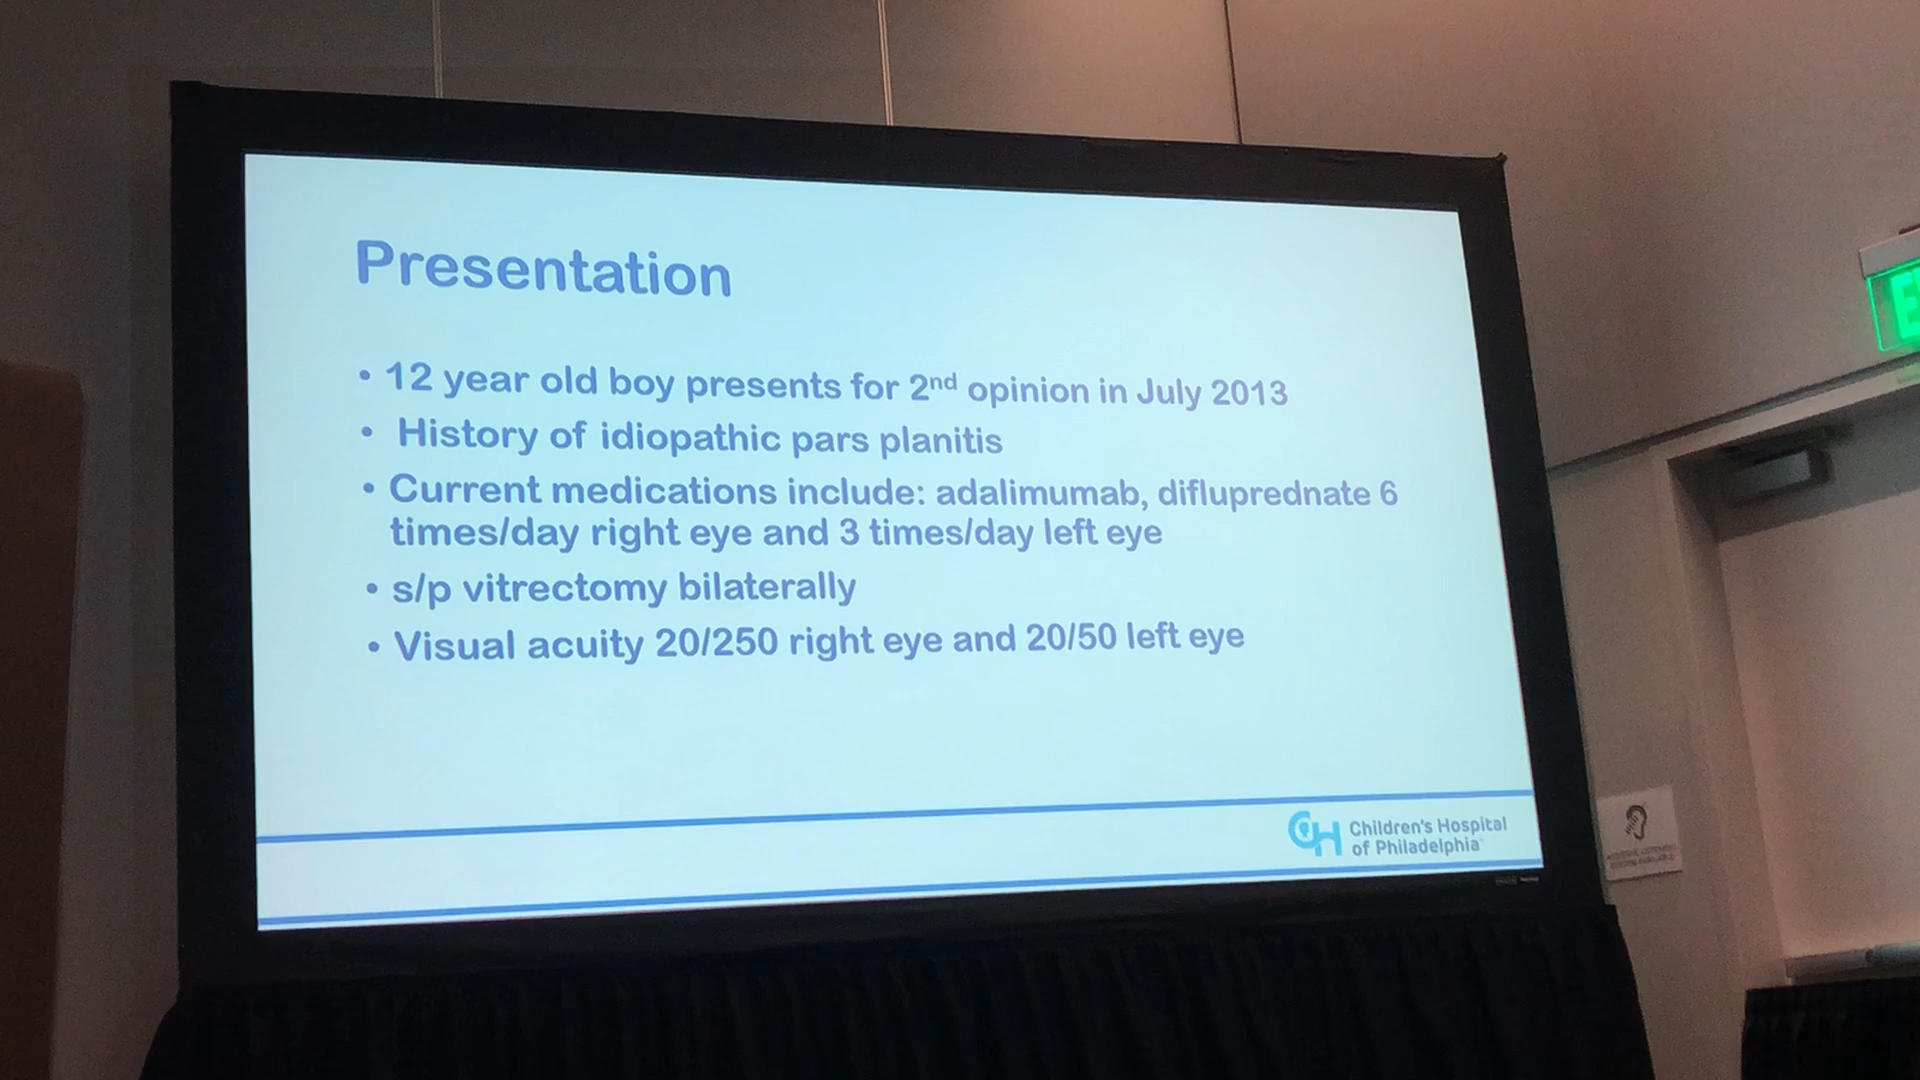 Presentation
• 12 year old boy presents for 2nd opinion in July 2013
• History of idiopathic pars planitis
• Current medications include: adalimumab, difluprednate 6
times/day right eye and 3 times/day left eye
• s/p vitrectomy bilaterally
• Visual acuity 20/250 right eye and 20/50 left eye
CH Children's Hospital
of Philadelphia